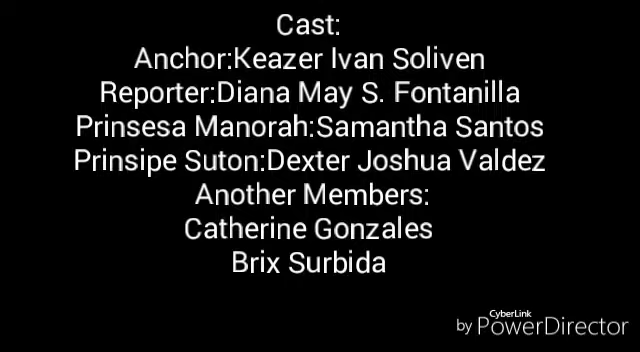 Cast:
Anchor:Keazer Ivan Soliven
Reporter:Diana May S. Fontanilla
Prinsesa Manorah:Samantha Santos
Prinsipe Suton:Dexter Joshua Valdez
Another Members:
Catherine Gonzales
Brix Surbida
CyberLink
by PowerDirector